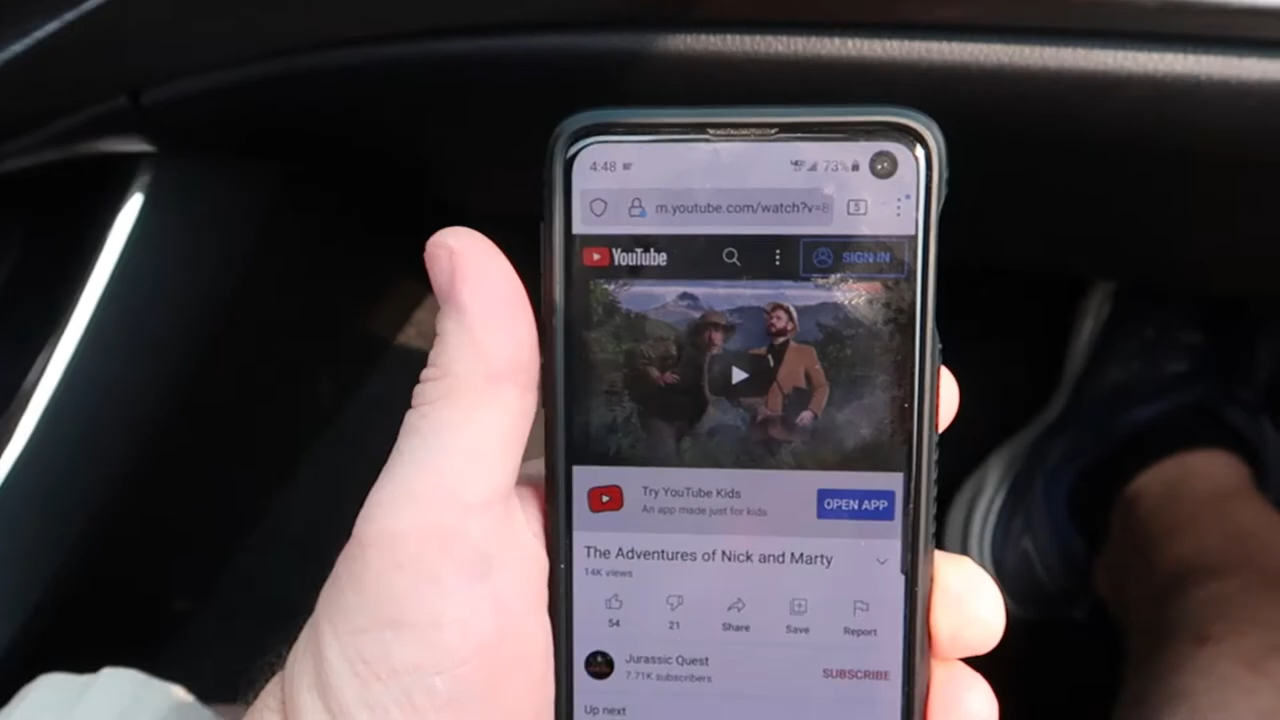 4:48
73%
m.youtube.com/watch?v=8
5
YouTube
SIGN IN
Try YouTube Kids
An app made just for kids
OPEN APP
The Adventures of Nick and Marty
14K views
54
21
Share
Save
Report
Jurassic Quest
7.71K subscribers
SUBSCRIBE
Up next